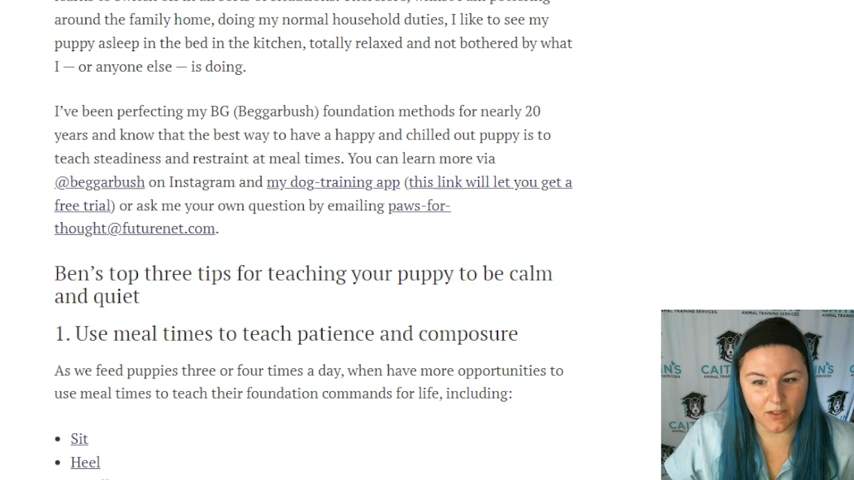 around the family home, doing my normal household duties, I like to see my
puppy asleep in the bed in the kitchen, totally relaxed and not bothered by what
I — or anyone else — is doing.
I’ve been perfecting my BG (Beggarbush) foundation methods for nearly 20
years and know that the best way to have a happy and chilled out puppy is to
teach steadiness and restraint at meal times. You can learn more via
@beggarbush on Instagram and my dog-training app (this link will let you get a
free trial) or ask me your own question by emailing paws-for-
thought@futurenet.com.
Ben’s top three tips for teaching your puppy to be calm
and quiet
1. Use meal times to teach patience and composure
As we feed puppies three or four times a day, when have more opportunities to
use meal times to teach their foundation commands for life, including:
• Sit
• Heel
ANIMAL TRAINING SERVICES